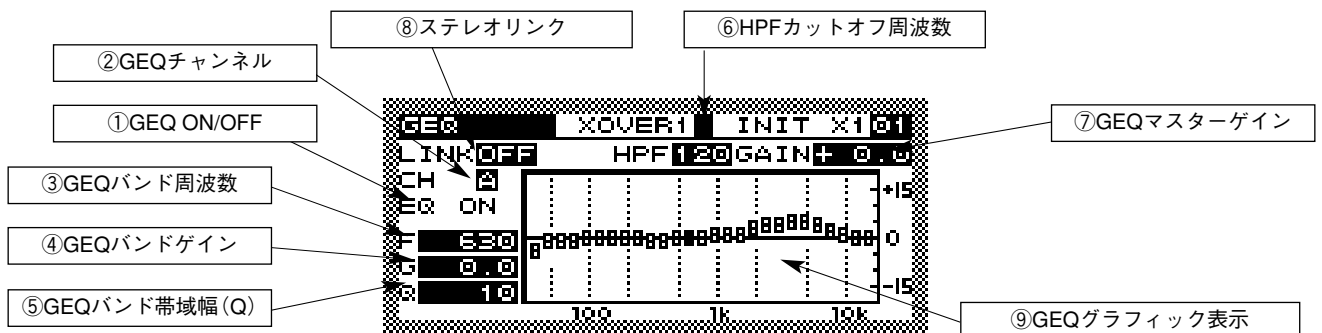 ⑧ステレオリンク
⑥HPFカットオフ周波数
②GEQチャンネル
①GEQ ON/OFF
⑦GEQマスターゲイン
③GEQバンド周波数
④GEQバンドゲイン
⑤GEQバンド帯域幅(Q)
⑨GEQグラフィック表示
GEQ XOVER1 INIT X1 01
LINK OFF HPF 120 GAIN + 0.0
CH A
EQ ON
F 630
G 0.0
Q 10
+15
0
-15
100 1k 10k